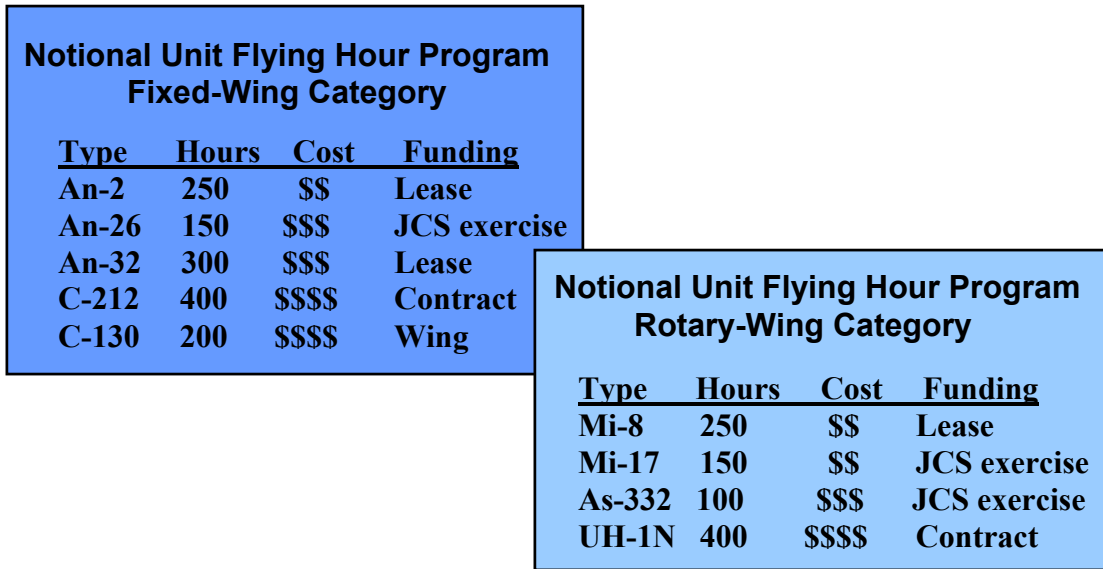 Notional Unit Flying Hour Program
Fixed-Wing Category
Type Hours Cost Funding
An-2 250 $$ Lease
An-26 150 $$$ JCS exercise
An-32 300 $$$ Lease
C-212 400 $$$$ Contract
C-130 200 $$$$ Wing
Notional Unit Flying Hour Program
Rotary-Wing Category
Type Hours Cost Funding
Mi-8 250 $$ Lease
Mi-17 150 $$ JCS exercise
As-332 100 $$$ JCS exercise
UH-1N 400 $$$$ Contract